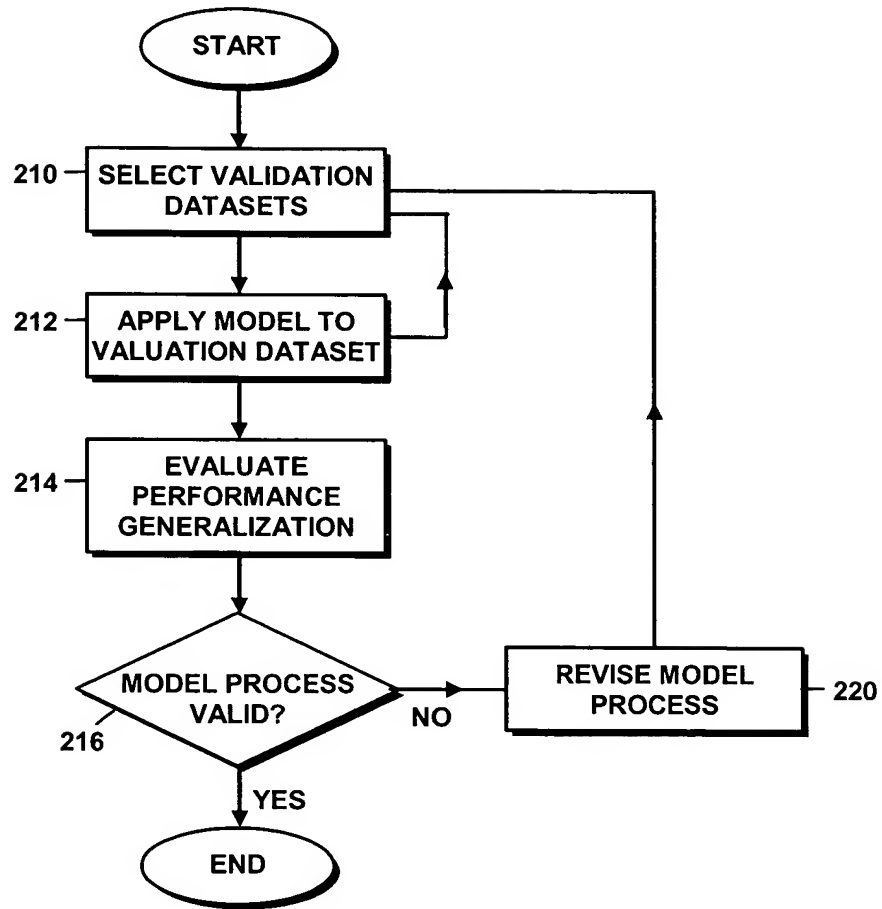 START
210
SELECT VALIDATION
DATASETS
212
APPLY MODEL TO
VALUATION DATASET
214
EVALUATE
PERFORMANCE
GENERALIZATION
MODEL PROCESS
VALID?
216
NO
REVISE MODEL
PROCESS
220
YES
END